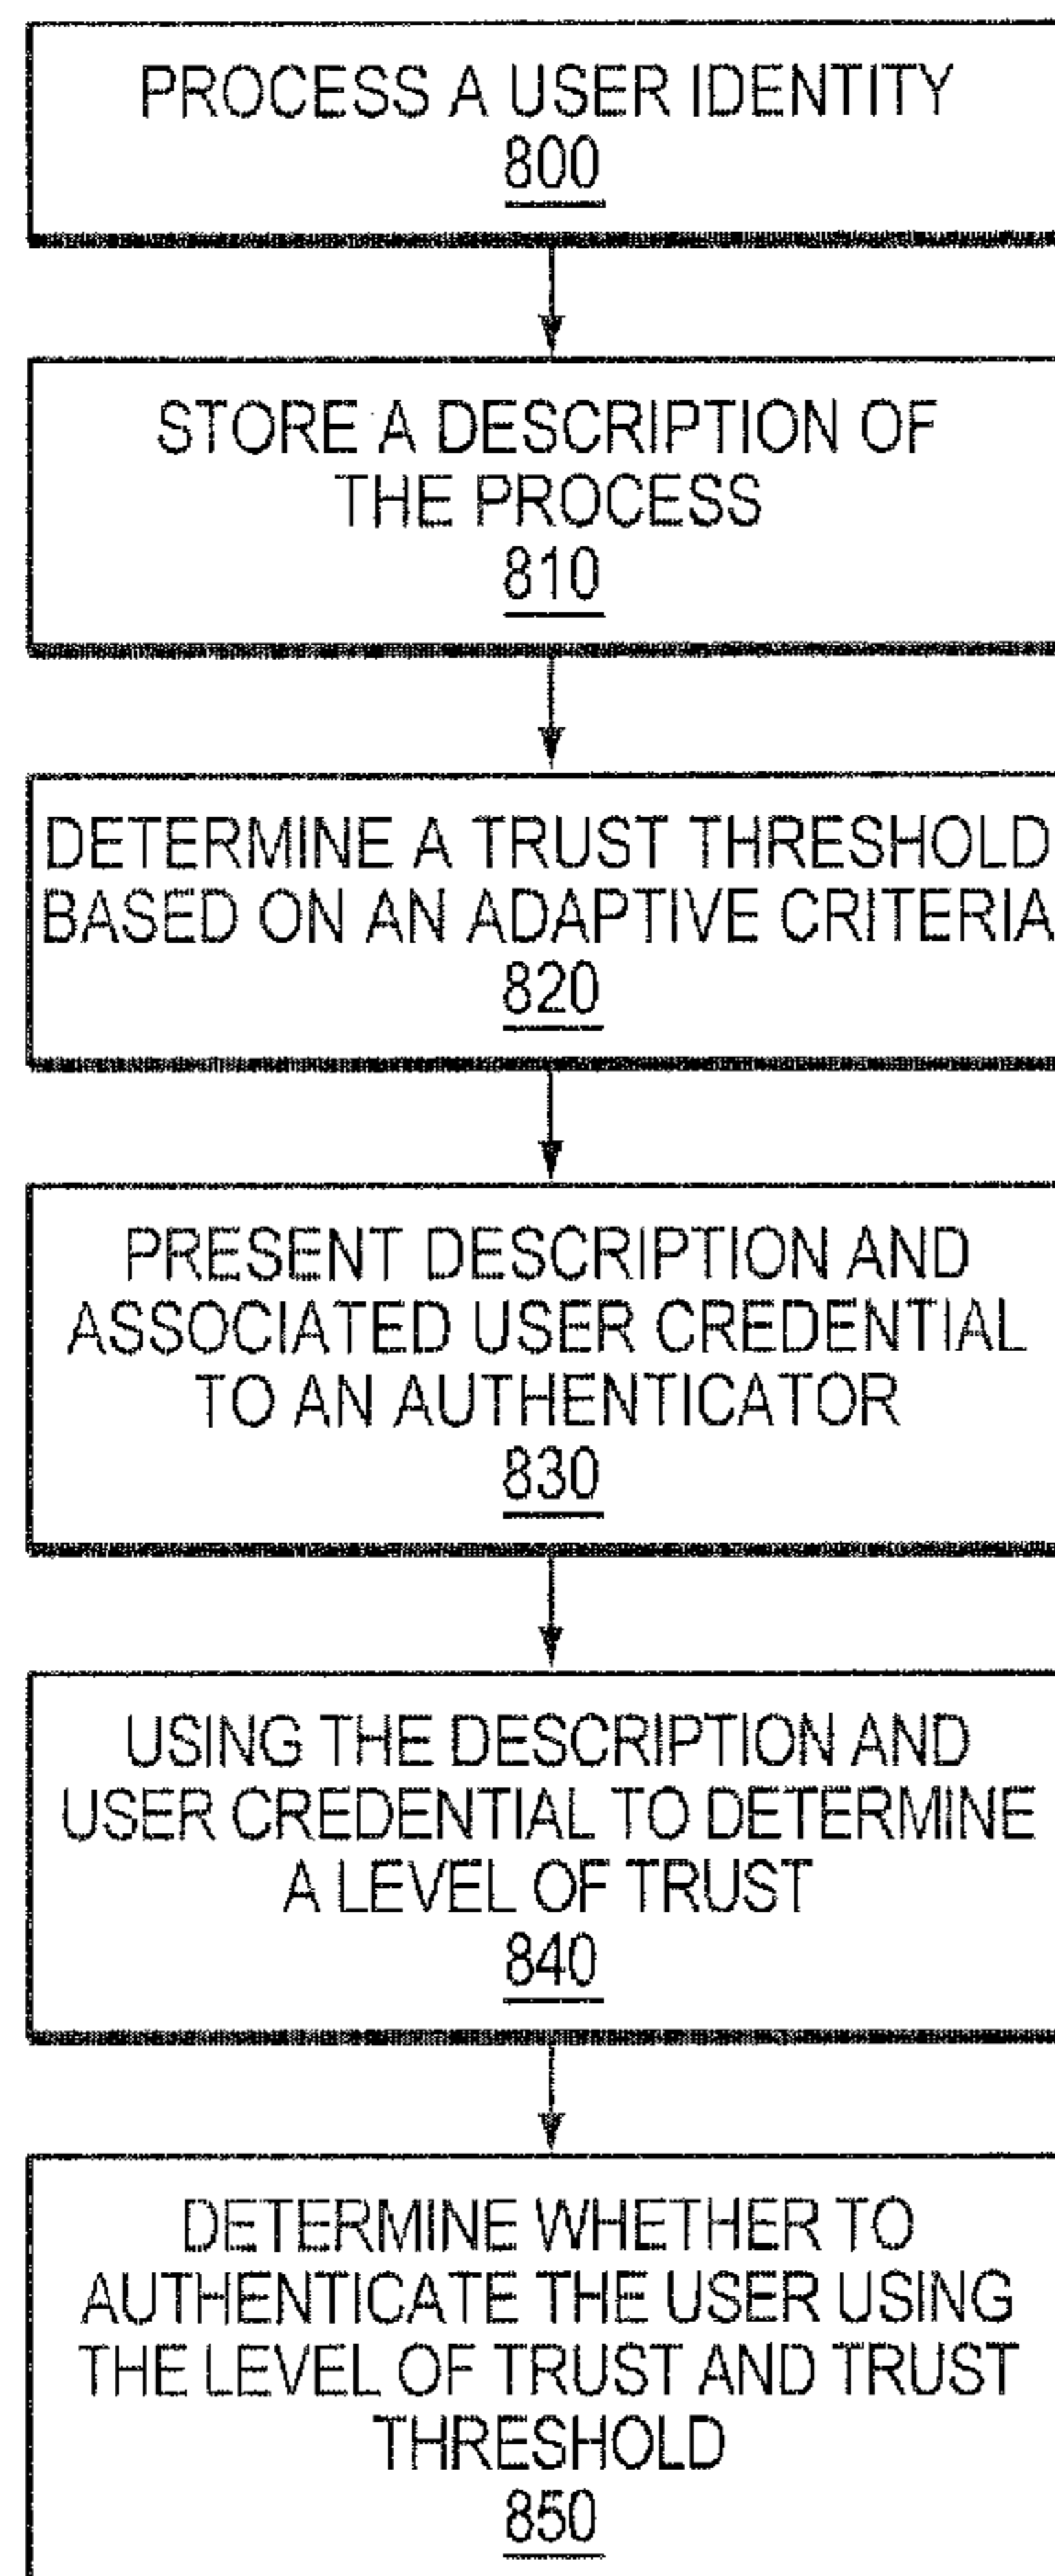 PROCESS A USER IDENTITY
800
STORE A DESCRIPTION OF
THE PROCESS
810
DETERMINE A TRUST THRESHOLD
BASED ON AN ADAPTIVE CRITERIA
820
PRESENT DESCRIPTION AND
ASSOCIATED USER CREDENTIAL
TO AN AUTHENTICATOR
830
USING THE DESCRIPTION AND
USER CREDENTIAL TO DETERMINE
A LEVEL OF TRUST
840
DETERMINE WHETHER TO
AUTHENTICATE THE USER USING
THE LEVEL OF TRUST AND TRUST
THRESHOLD
850